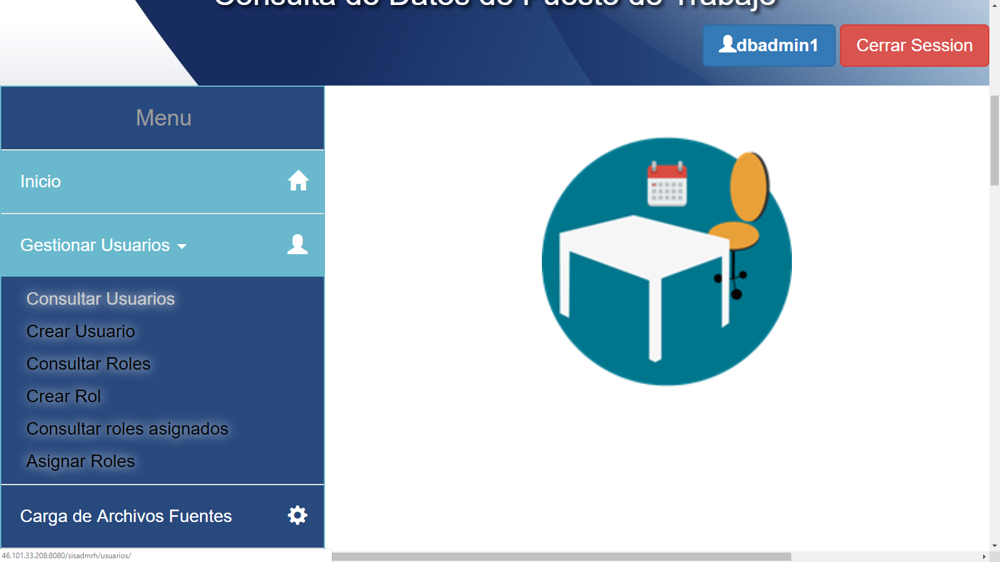 Consulta de Datos de Puesto de Trabajo
dbadmin1
Cerrar Session
Menu
Inicio
Gestionar Usuarios
Consultar Usuarios
Crear Usuario
Consultar Roles
Crear Rol
Consultar roles asignados
Asignar Roles
Carga de Archivos Fuentes
46.101.33.208:8080/sisadmrh/usuarios/